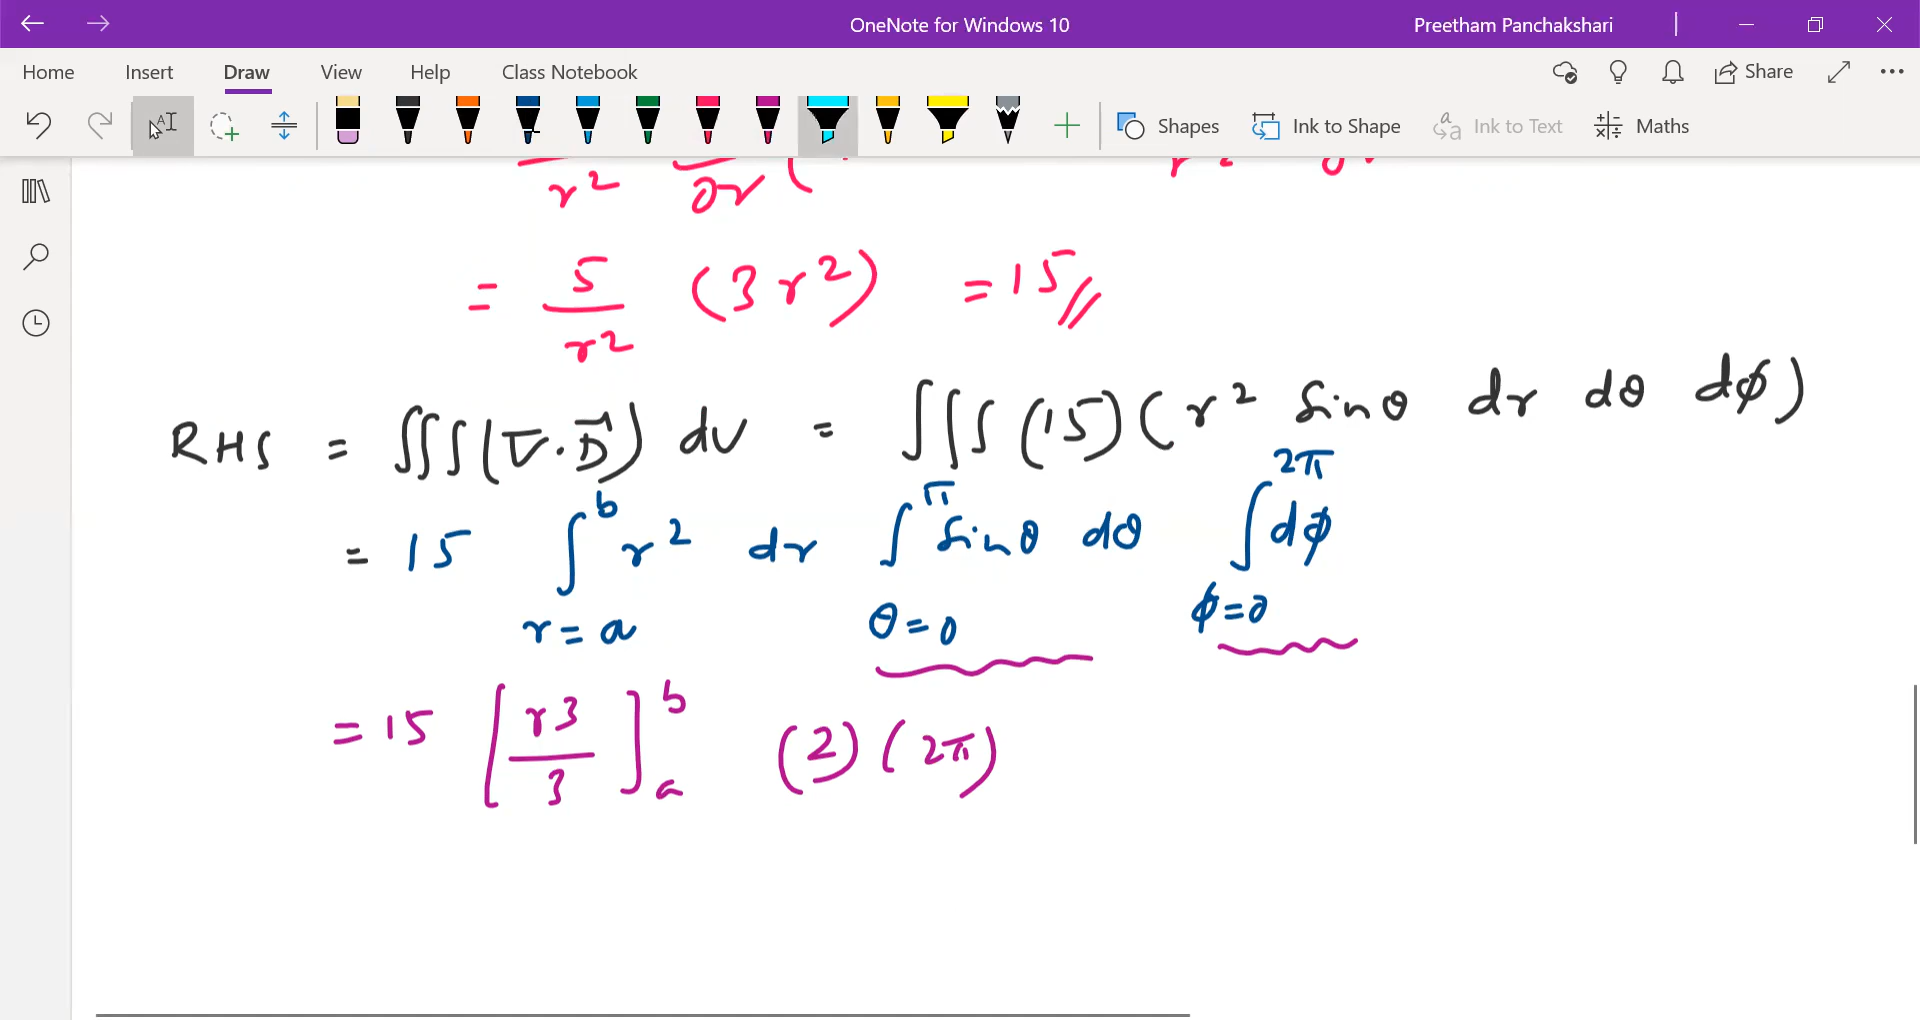 OneNote for Windows 10
Preetham Panchakshari
Home Insert Draw View Help Class Notebook Share
Shapes Ink to Shape Ink to Text Maths
r² ∂r (
= 5/r² (3r²) = 15//
RHS = ∫∫∫(∇·D⃗) dv = ∫∫∫ (15)(r² sinθ dr dθ dϕ)
= 15 ∫_{r=a}^{b} r² dr ∫_{θ=0}^{π} sinθ dθ ∫_{ϕ=0}^{2π} dϕ
= 15 [r3/3]_a^b (2)(2π)